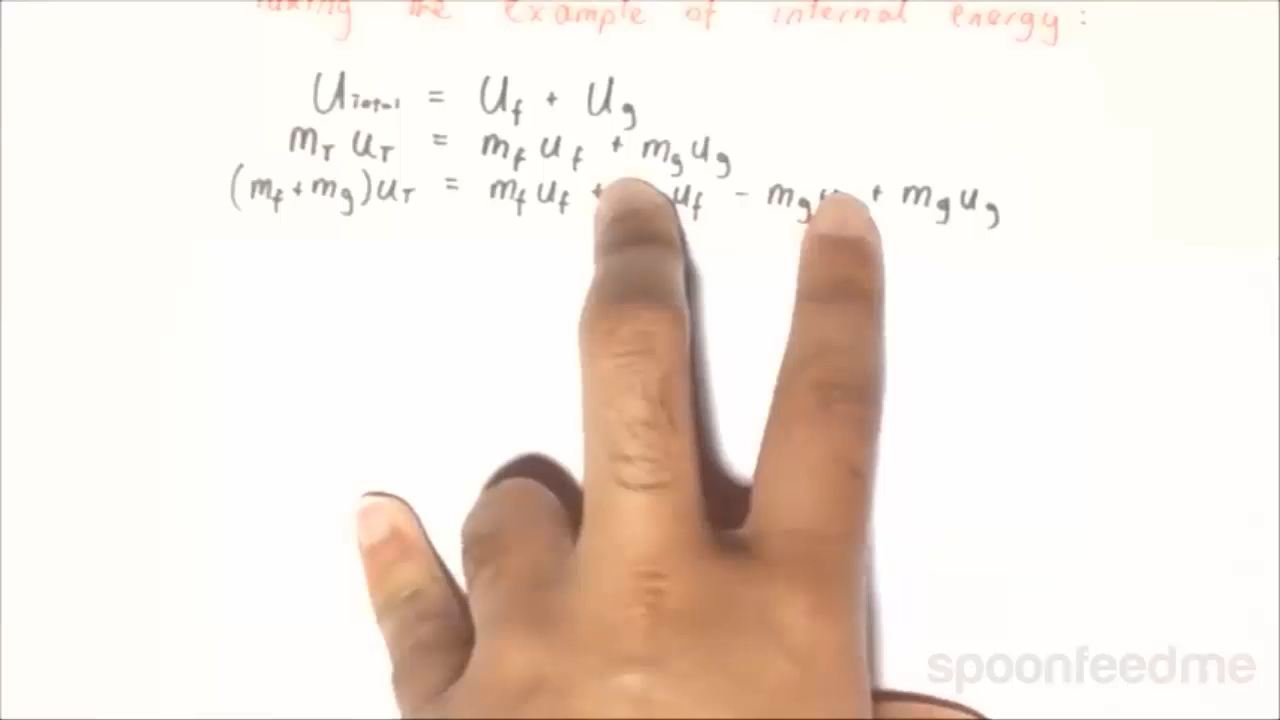 the example of internal energy:
U_Total = U_f + U_g
m_T u_T = m_f u_f + m_g u_g
(m_f + m_g)u_T = m_f u_f + u_f - m_g + m_g u_g
spoonfeedme